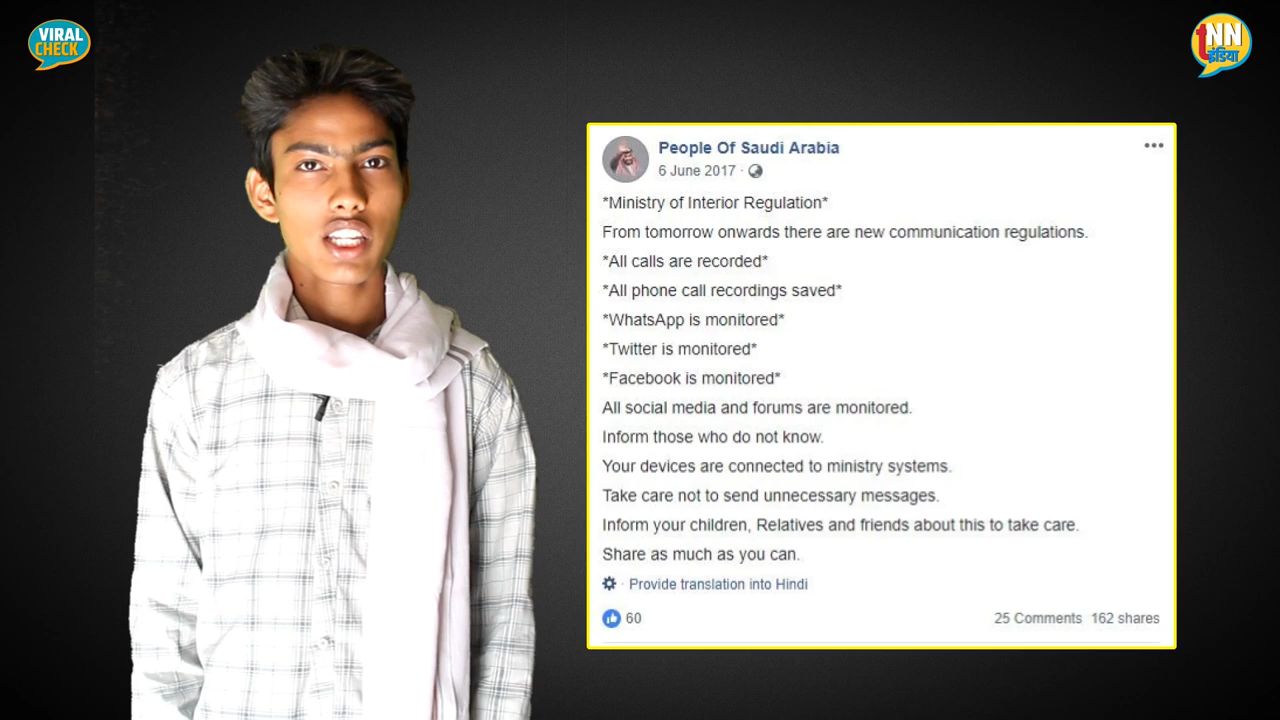 VIRAL
CHECK
tNN
इंडिया
People Of Saudi Arabia
6 June 2017 ·
*Ministry of Interior Regulation*
From tomorrow onwards there are new communication regulations.
*All calls are recorded*
*All phone call recordings saved*
*WhatsApp is monitored*
*Twitter is monitored*
*Facebook is monitored*
All social media and forums are monitored.
Inform those who do not know.
Your devices are connected to ministry systems.
Take care not to send unnecessary messages.
Inform your children, Relatives and friends about this to take care.
Share as much as you can.
· Provide translation into Hindi
60
25 Comments 162 shares